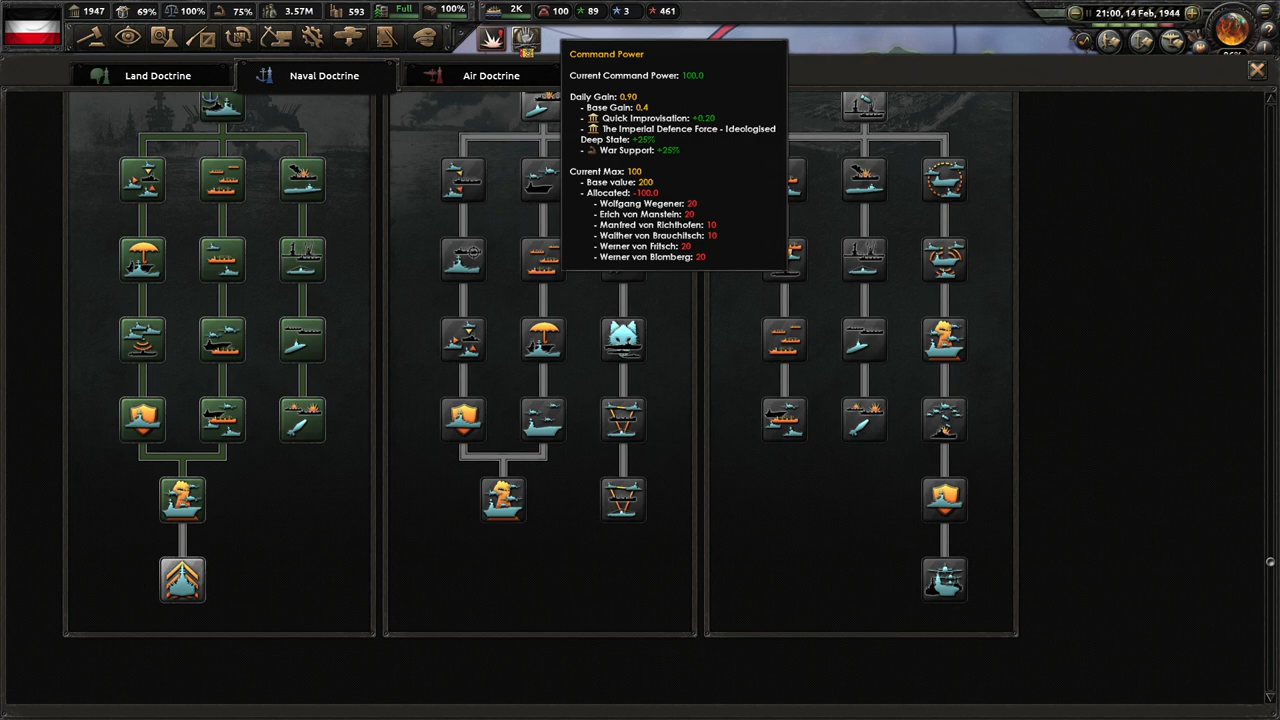 1947 69% 100% 75% 3.57M 593 Full 100% 2K 100 89 3 461 21:00, 14 Feb, 1944
Land Doctrine Naval Doctrine Air Doctrine
Command Power
Current Command Power: 100.0
Daily Gain: 0.90
- Base Gain: 0.4
- Quick Improvisation: +0.20
- The Imperial Defence Force - Ideologised
Deep State: +25%
- War Support: +25%
Current Max: 100
- Base value: 200
- Allocated: -100.0
- Wolfgang Wegener: 20
- Erich von Manstein: 20
- Manfred von Richthofen: 10
- Walther von Brauchitsch: 10
- Werner von Fritsch: 20
- Werner von Blomberg: 20